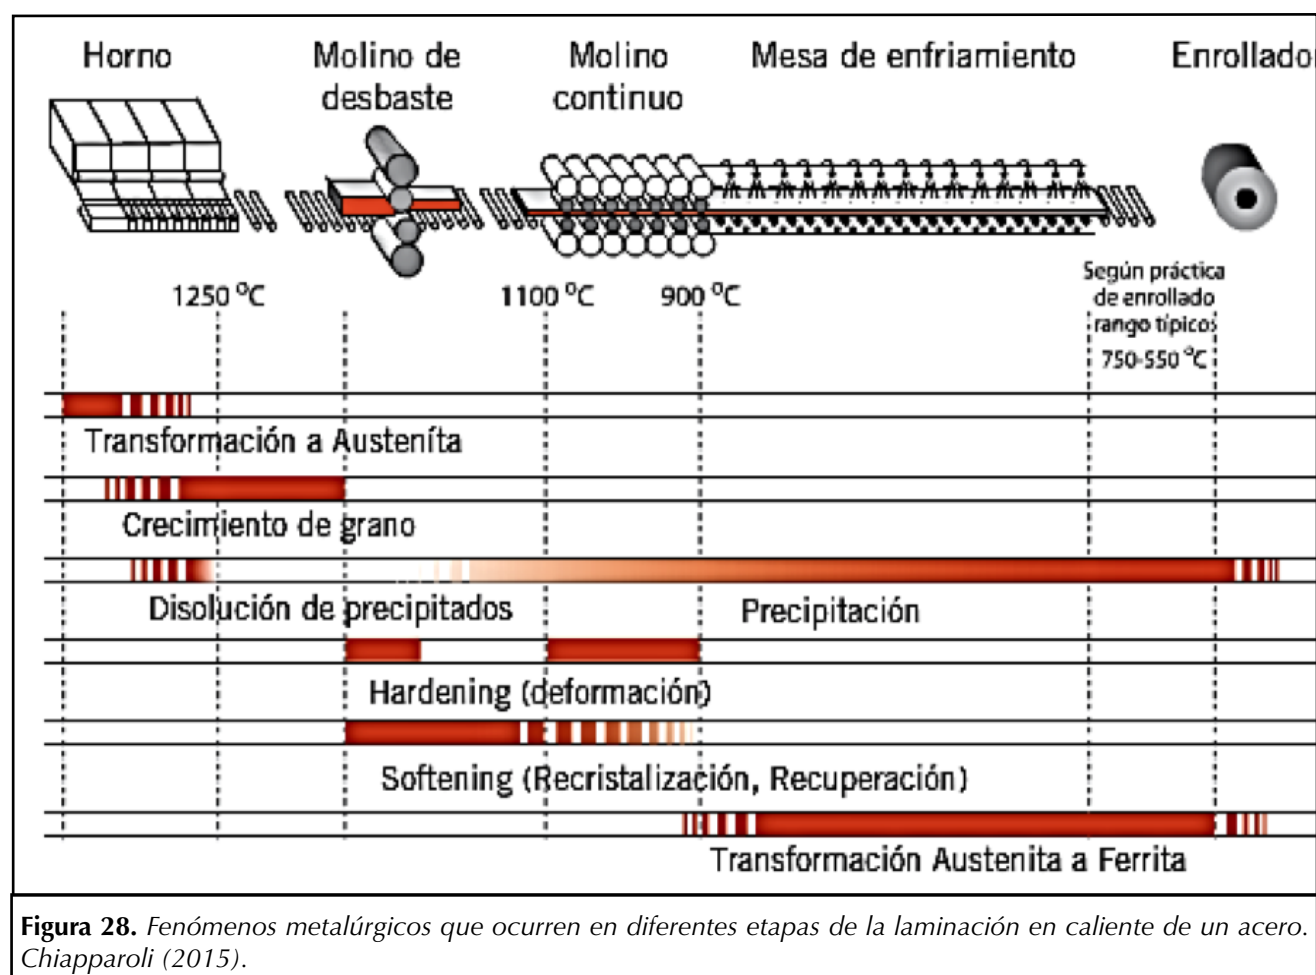 Horno
Molino de
desbaste
Molino
continuo
Mesa de enfriamiento
Enrollador
1250 °C
1100 °C
900 °C
Según práctica
de enrollado
rango típicos
750-550 °C
Transformación a Austeníta
Crecimiento de grano
Disolución de precipitados
Precipitación
Hardening (deformación)
Softening (Recristalización, Recuperación)
Transformación Austenita a Ferrita
Figura 28. Fenómenos metalúrgicos que ocurren en diferentes etapas de la laminación en caliente de un acero.
Chiapparoli (2015).